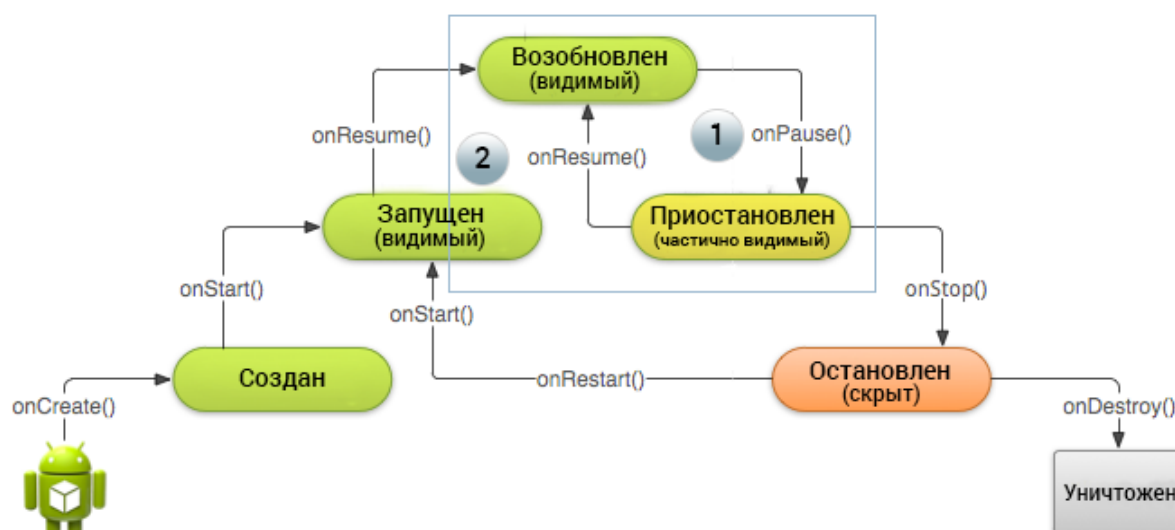 Возобновлен
(видимый)
onResume()
2
onResume()
1
onPause()
Запущен
(видимый)
Приостановлен
(частично видимый)
onStart()
onStart()
onStop()
Создан
onRestart()
Остановлен
(скрыт)
onCreate()
onDestroy()
Уничтожен